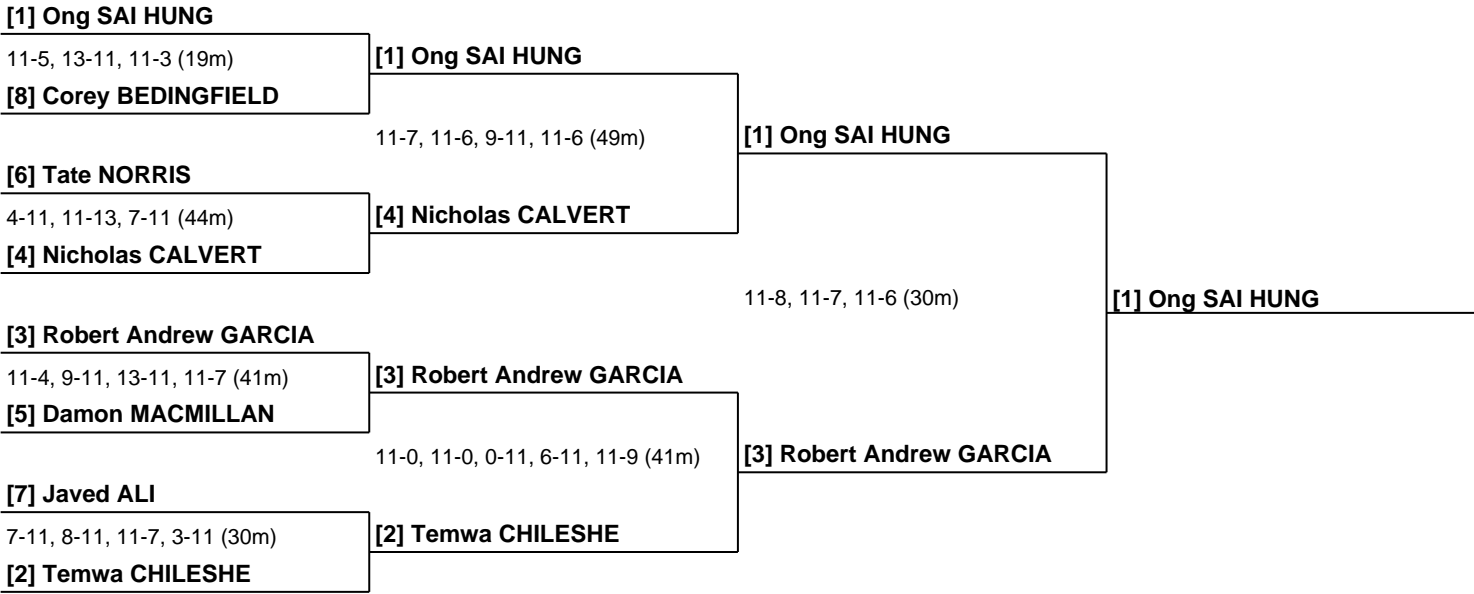 [1] Ong SAI HUNG
11-5, 13-11, 11-3 (19m)
[8] Corey BEDINGFIELD
[6] Tate NORRIS
4-11, 11-13, 7-11 (44m)
[4] Nicholas CALVERT
[3] Robert Andrew GARCIA
11-4, 9-11, 13-11, 11-7 (41m)
[5] Damon MACMILLAN
[7] Javed ALI
7-11, 8-11, 11-7, 3-11 (30m)
[2] Temwa CHILESHE
[1] Ong SAI HUNG
11-7, 11-6, 9-11, 11-6 (49m)
[4] Nicholas CALVERT
[3] Robert Andrew GARCIA
11-0, 11-0, 0-11, 6-11, 11-9 (41m)
[2] Temwa CHILESHE
[1] Ong SAI HUNG
11-8, 11-7, 11-6 (30m)
[3] Robert Andrew GARCIA
[1] Ong SAI HUNG